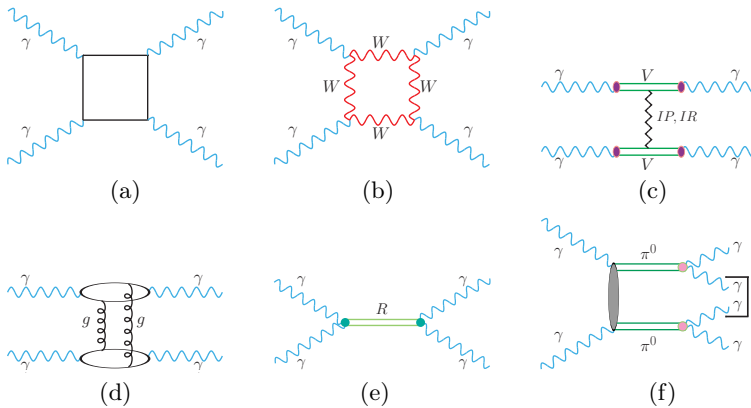 γ γ
γ γ
(a)
γ W γ
W W
γ W γ
(b)
γ V γ
IP, IR
γ V γ
(c)
γ γ
g g
γ γ
(d)
γ R γ
γ γ
(e)
γ π⁰ γ
γ
γ
γ π⁰ γ
(f)